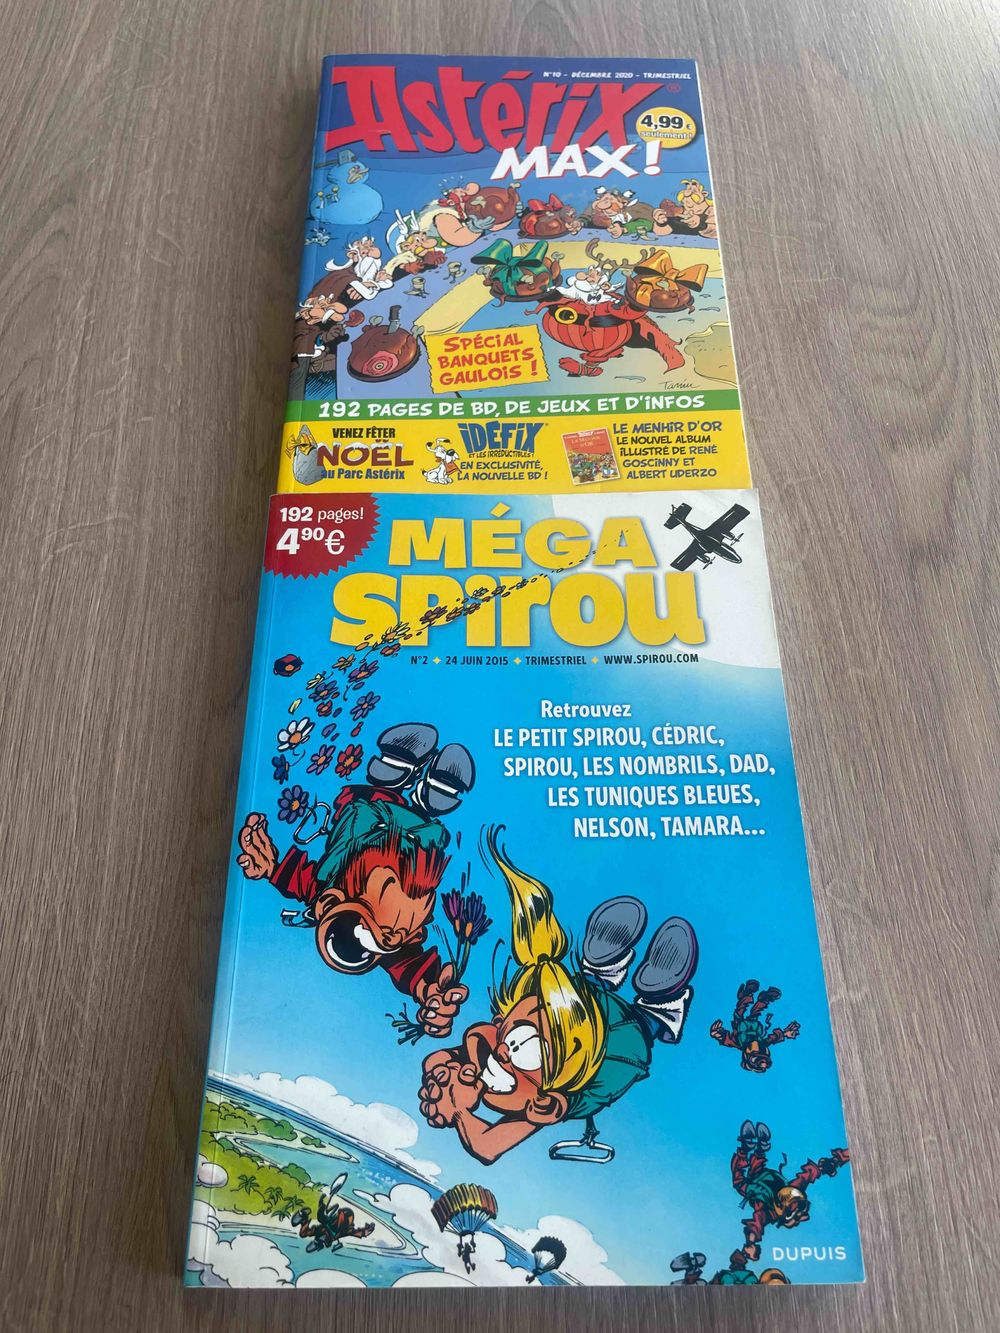 N°10 - DÉCEMBRE 2020 - TRIMESTRIEL
Astérix®
MAX!
4,99 €
seulement !
SPÉCIAL
BANQUETS
GAULOIS !
192 PAGES DE BD, DE JEUX ET D'INFOS
VENEZ FÊTER
NOËL
au Parc Astérix
IDÉFIX
ET LES IRRÉDUCTIBLES
EN EXCLUSIVITÉ,
LA NOUVELLE BD !
LE MENHIR D'OR
LE NOUVEL ALBUM
ILLUSTRÉ DE RENÉ
GOSCINNY ET
ALBERT UDERZO
192 pages!
4,90€
MÉGA
SPIROU
N°2 ✦ 24 JUIN 2015 ✦ TRIMESTRIEL ✦ WWW.SPIROU.COM
Retrouvez
LE PETIT SPIROU, CÉDRIC,
SPIROU, LES NOMBRILS, DAD,
LES TUNIQUES BLEUES,
NELSON, TAMARA...
DUPUIS